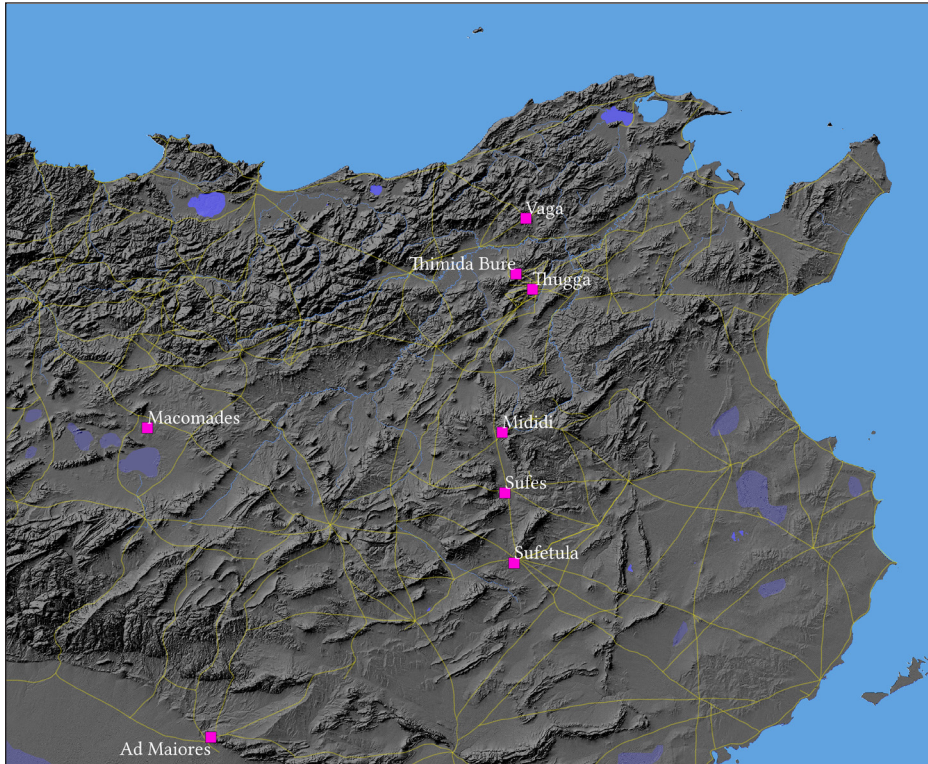 Vaga
Thimida Bure
Thugga
Macomades
Mididi
Sufes
Sufetula
Ad Maiores